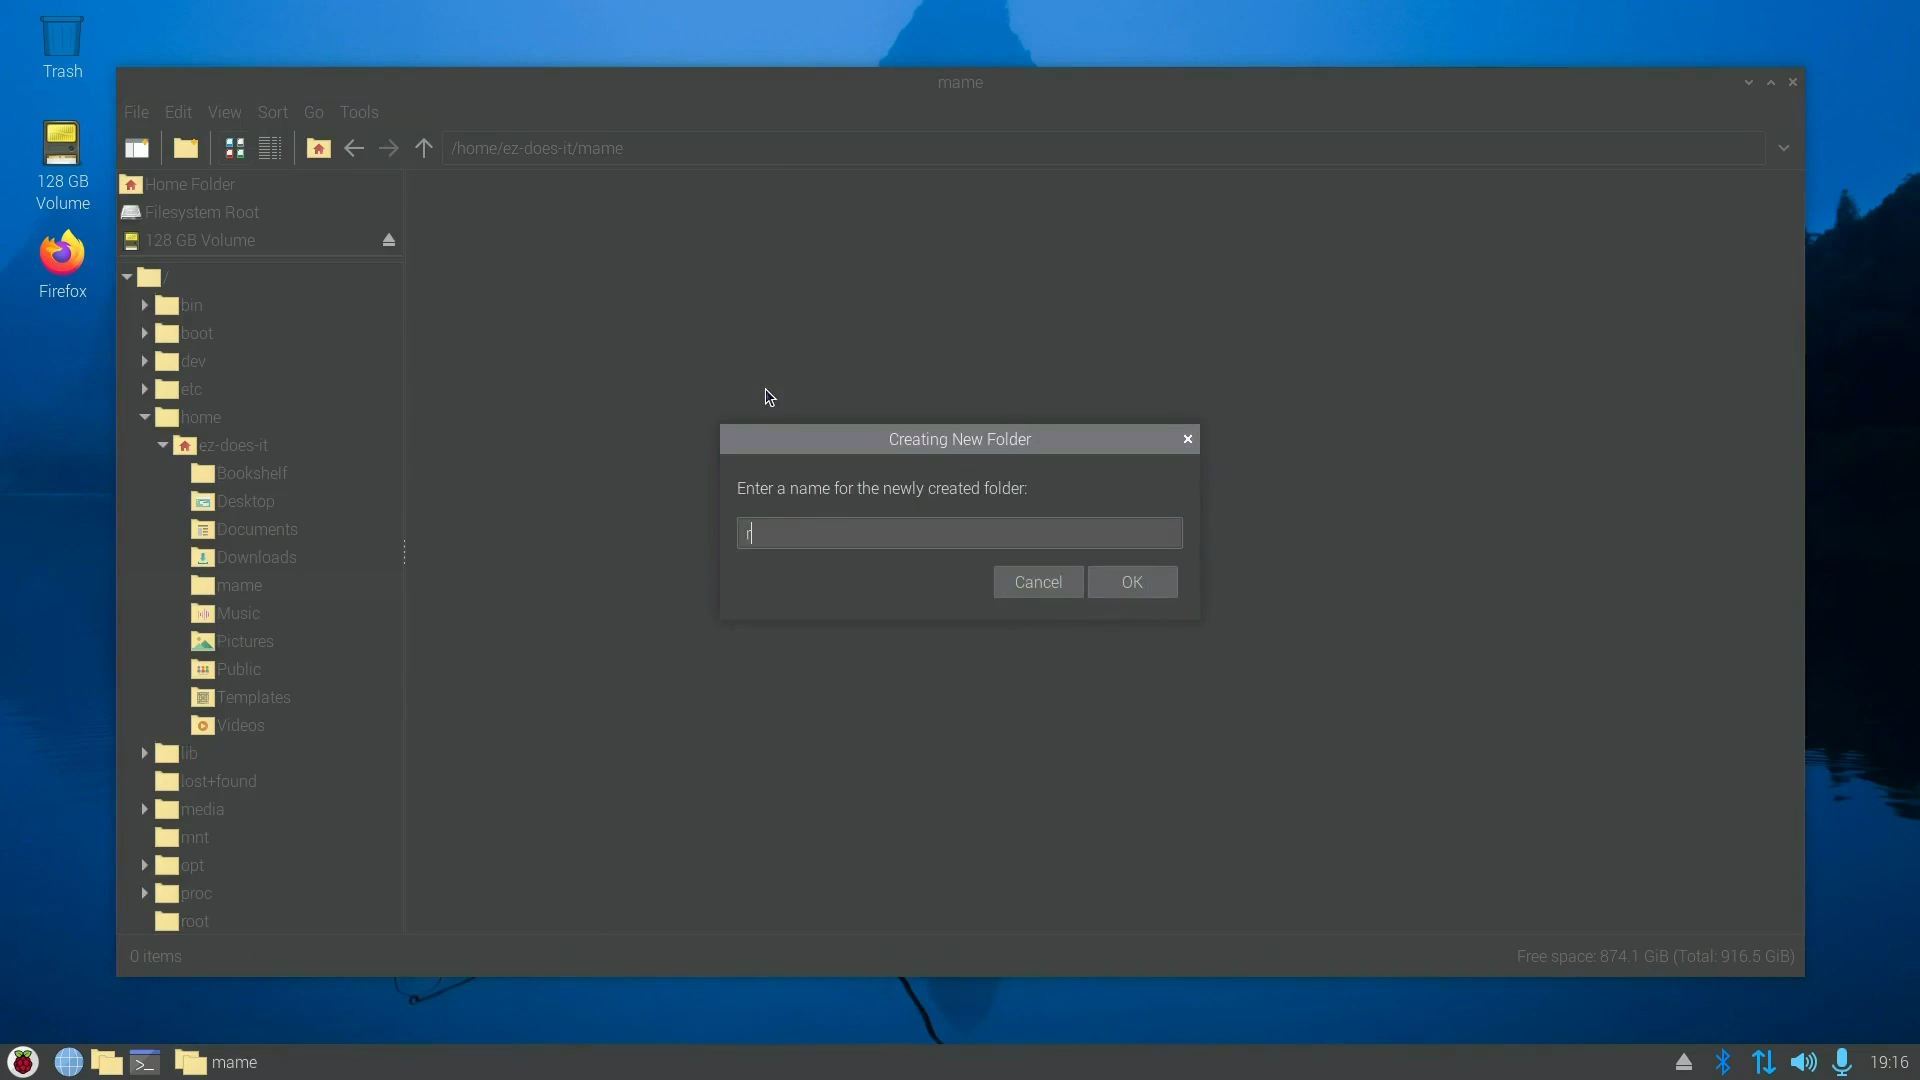 Trash
128 GB
Volume
Firefox
mame
File Edit View Sort Go Tools
/home/ez-does-it/mame
Home Folder
Filesystem Root
128 GB Volume
/
bin
boot
dev
etc
home
ez-does-it
Bookshelf
Desktop
Documents
Downloads
mame
Music
Pictures
Public
Templates
Videos
lib
lost+found
media
mnt
opt
proc
root
Creating New Folder
Enter a name for the newly created folder:
r
Cancel OK
0 items
Free space: 874.1 GiB (Total: 916.5 GiB)
mame
19:16